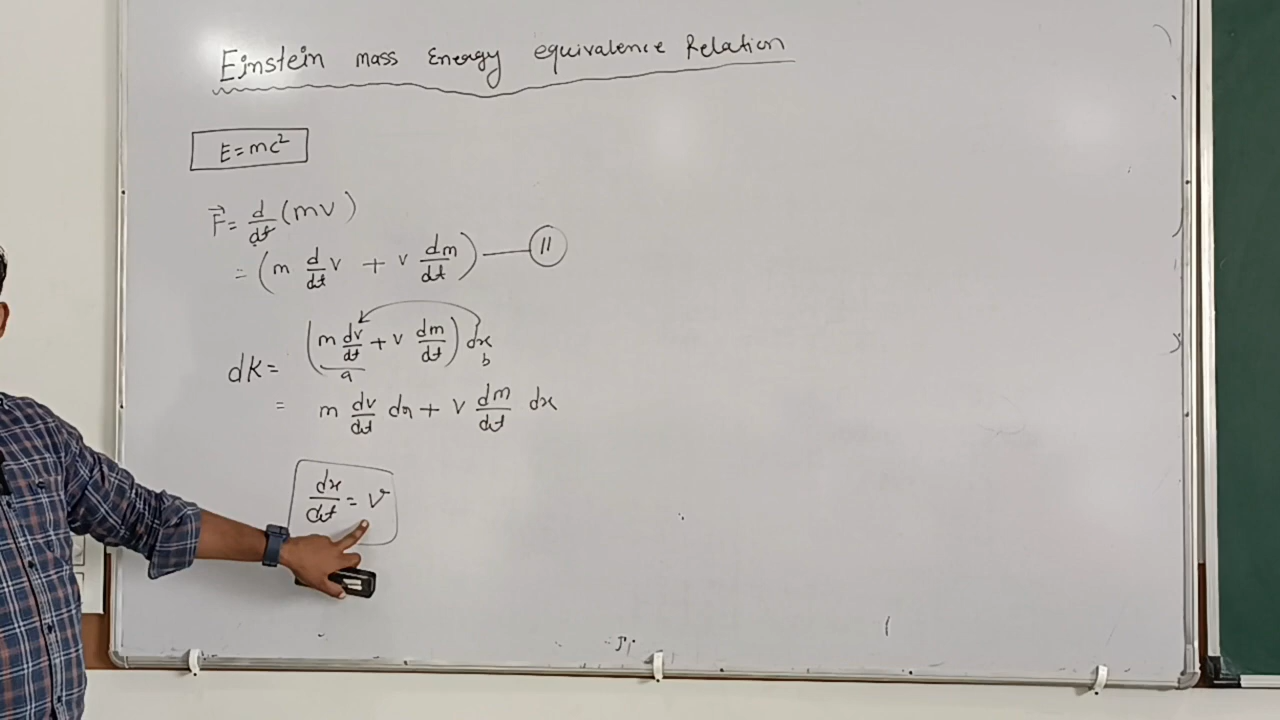 Einstein mass Energy equivalence Relation
E=mc²
F⃗= d/dt (mv)
= (m d/dt v + v dm/dt) — 11
dk= (m dv/dt + v dm/dt) dx
a b
= m dv/dt dx + v dm/dt dx
dx/dt = v